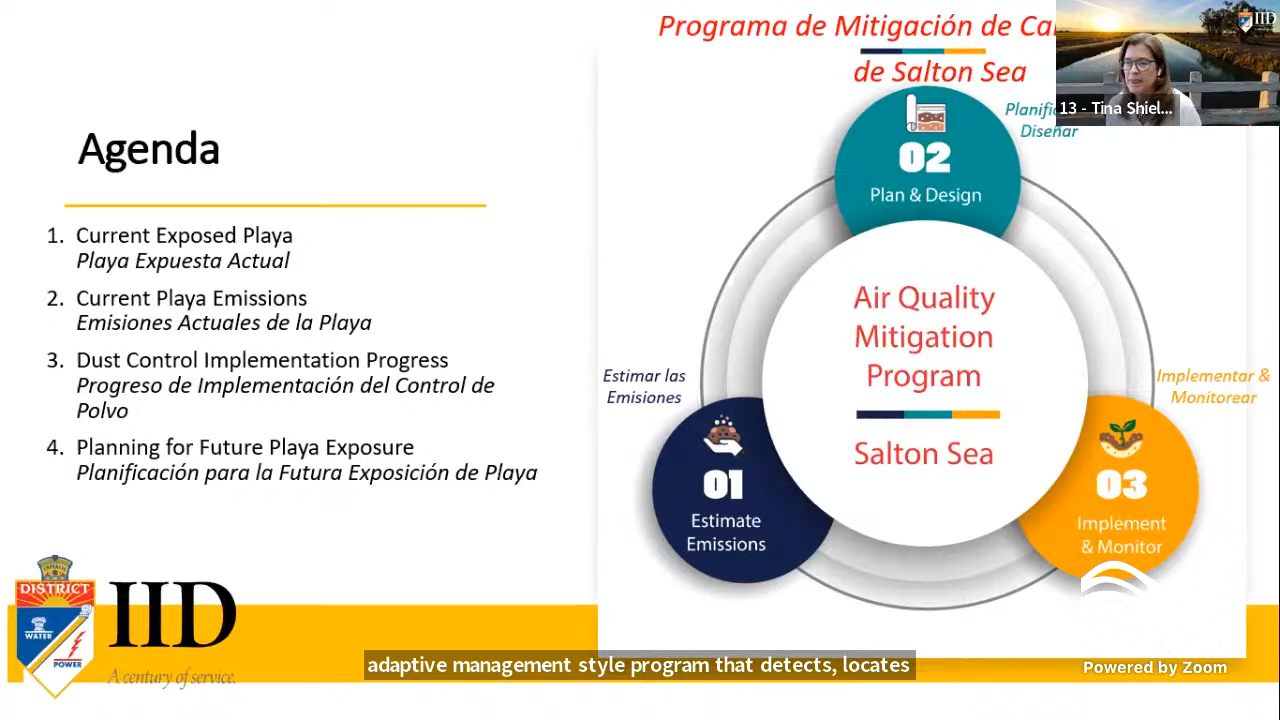 Programa de Mitigación de
de Salton Sea
IID
13 - Tina Shiel...
Diseñar
02
Plan & Design
Agenda
1. Current Exposed Playa
Playa Expuesta Actual
2. Current Playa Emissions
Emisiones Actuales de la Playa
3. Dust Control Implementation Progress
Progreso de Implementación del Control de
Polvo
4. Planning for Future Playa Exposure
Planificación para la Futura Exposición de Playa
Air Quality
Mitigation
Program
Salton Sea
Estimar las
Emisiones
01
Estimate
Emissions
Implementar &
Monitorear
03
Implement
& Monitor
IMPERIAL
DISTRICT
WATER
POWER
IID
A century of service.
adaptive management style program that detects, locates
Powered by Zoom